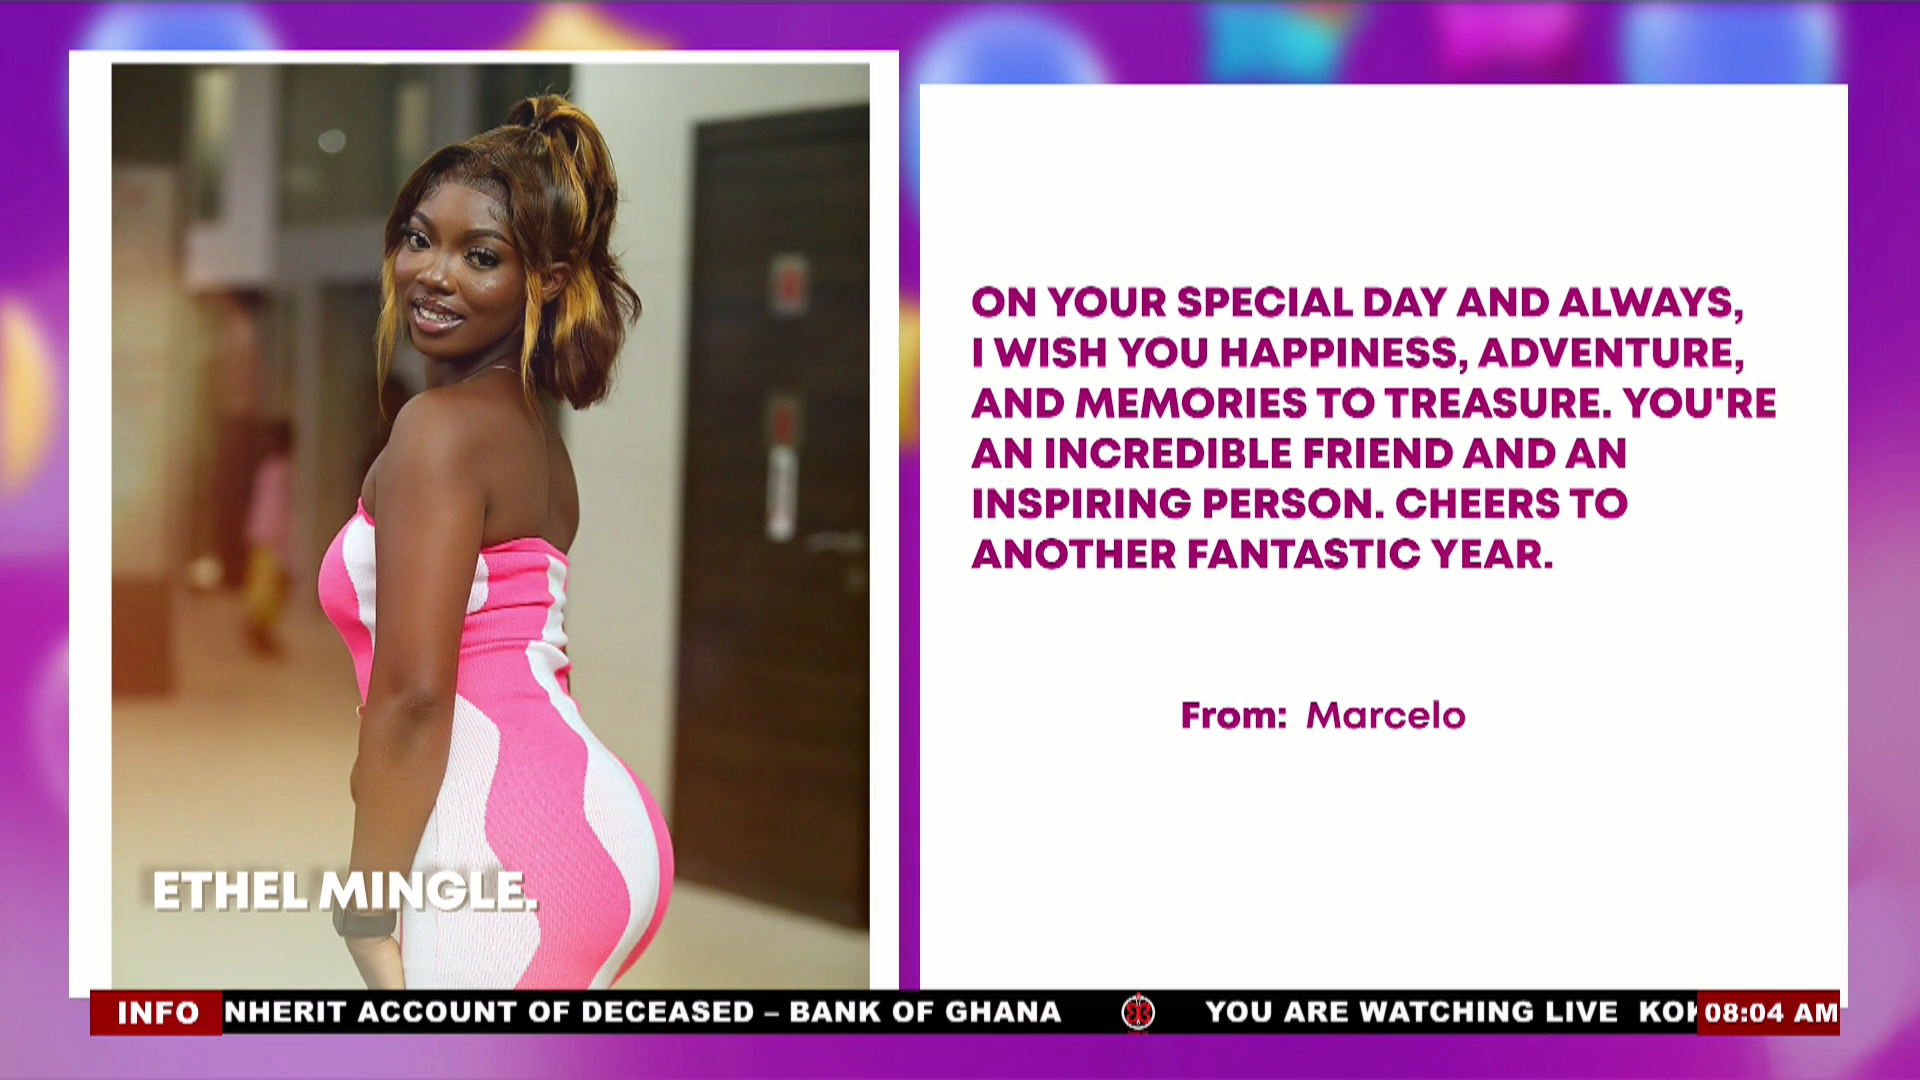 ETHEL MINGLE.
ON YOUR SPECIAL DAY AND ALWAYS,
I WISH YOU HAPPINESS, ADVENTURE,
AND MEMORIES TO TREASURE. YOU'RE
AN INCREDIBLE FRIEND AND AN
INSPIRING PERSON. CHEERS TO
ANOTHER FANTASTIC YEAR.
From: Marcelo
INFO NHERIT ACCOUNT OF DECEASED – BANK OF GHANA YOU ARE WATCHING LIVE 08:04 AM